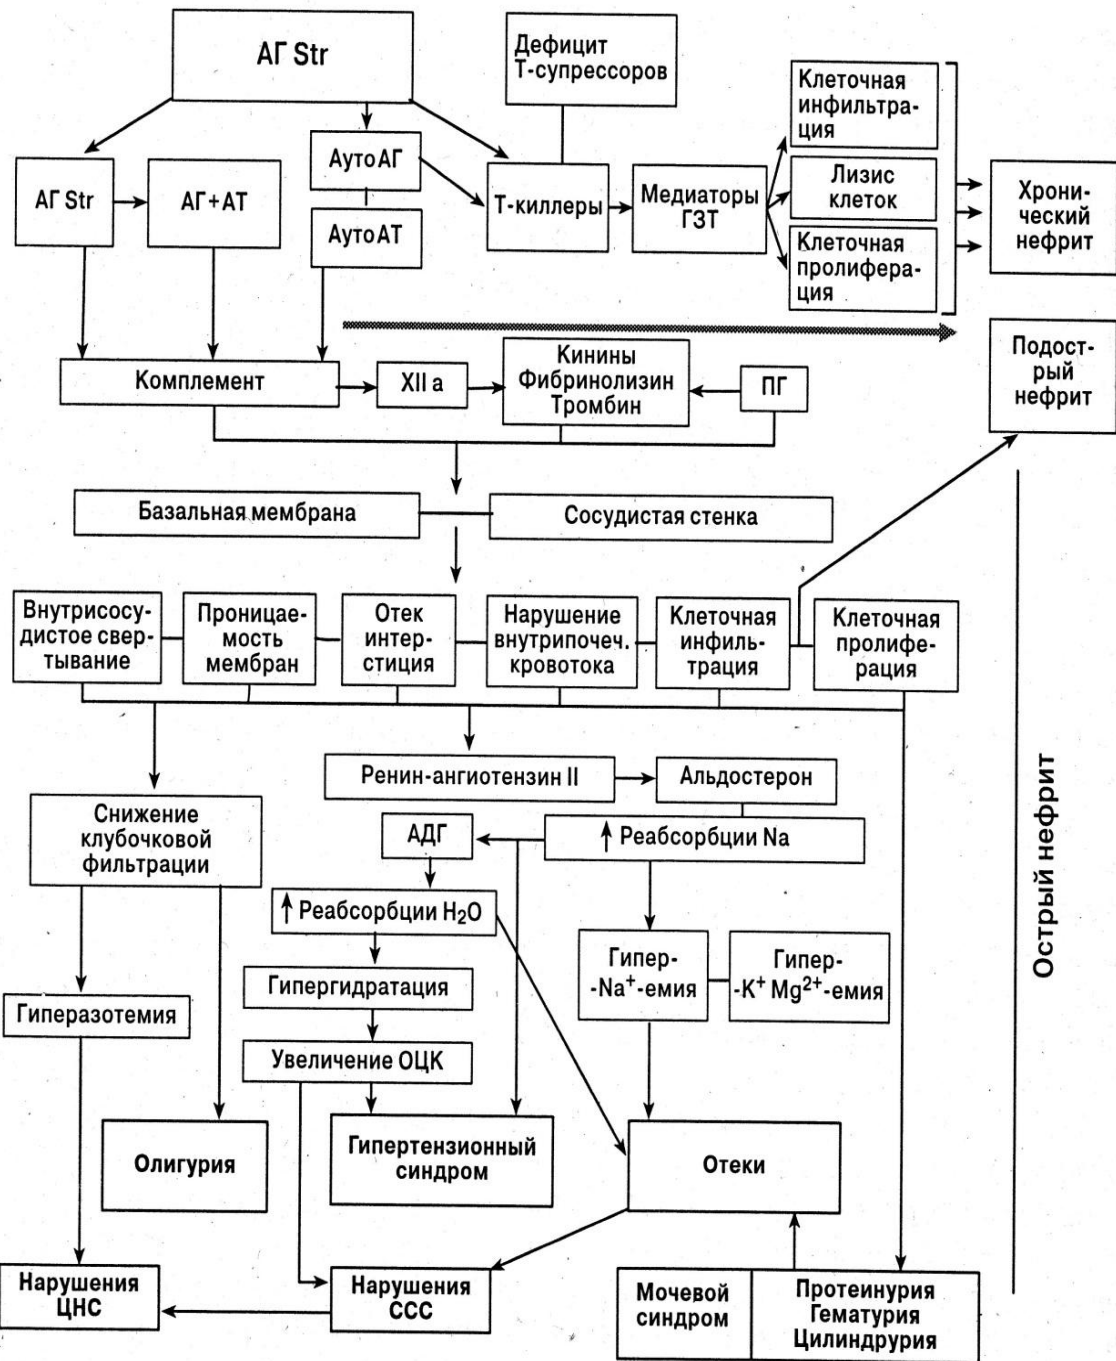 АГ Str
Дефицит
Т-супрессоров
Клеточная
инфильтра-
ция
АГ Str
АГ+АТ
Ауто АГ
Ауто АТ
Т-киллеры
Медиаторы
ГЗТ
Лизис
клеток
Клеточная
пролифера-
ция
Хрони-
ческий
нефрит
Подост-
рый
нефрит
Комплемент
XII а
Кинины
Фибринолизин
Тромбин
ПГ
Базальная мембрана
Сосудистая стенка
Внутрисосу-
дистое свер-
тывание
Проницае-
мость
мембран
Отек
интер-
стиция
Нарушение
внутрипочеч.
кровотока
Клеточная
инфиль-
трация
Клеточная
пролифе-
рация
Ренин-ангиотензин II
Альдостерон
Снижение
клубочковой
фильтрации
АДГ
↑ Реабсорбции Na
↑ Реабсорбции H₂O
Гипер-
-Na⁺-емия
Гипер-
-K⁺ Mg²⁺-емия
Гипергидратация
Гиперазотемия
Увеличение ОЦК
Олигурия
Гипертензионный
синдром
Отеки
Нарушения
ЦНС
Нарушения
ССС
Мочевой
синдром
Протеинурия
Гематурия
Цилиндрурия
Острый нефрит